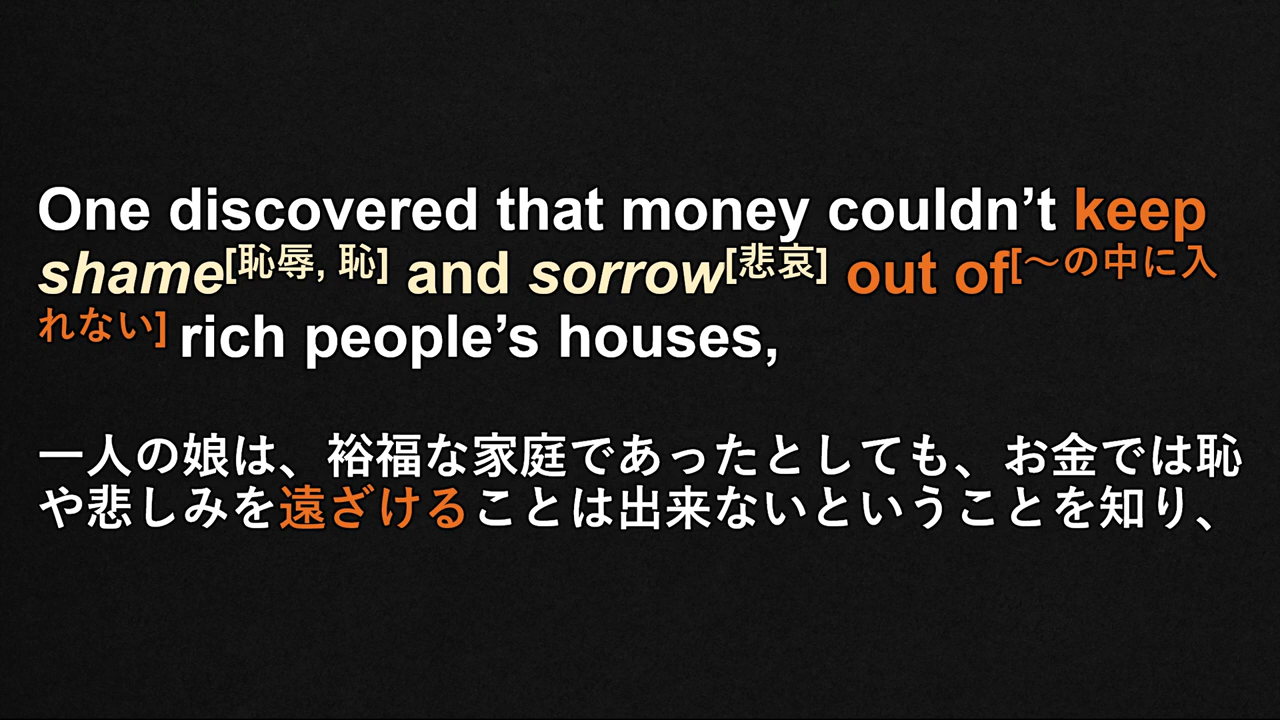 One discovered that money couldn’t keep
shame[恥辱, 恥] and sorrow[悲哀] out of[〜の中に入
れない] rich people’s houses,
一人の娘は、裕福な家庭であったとしても、お金では恥
や悲しみを遠ざけることは出来ないということを知り、